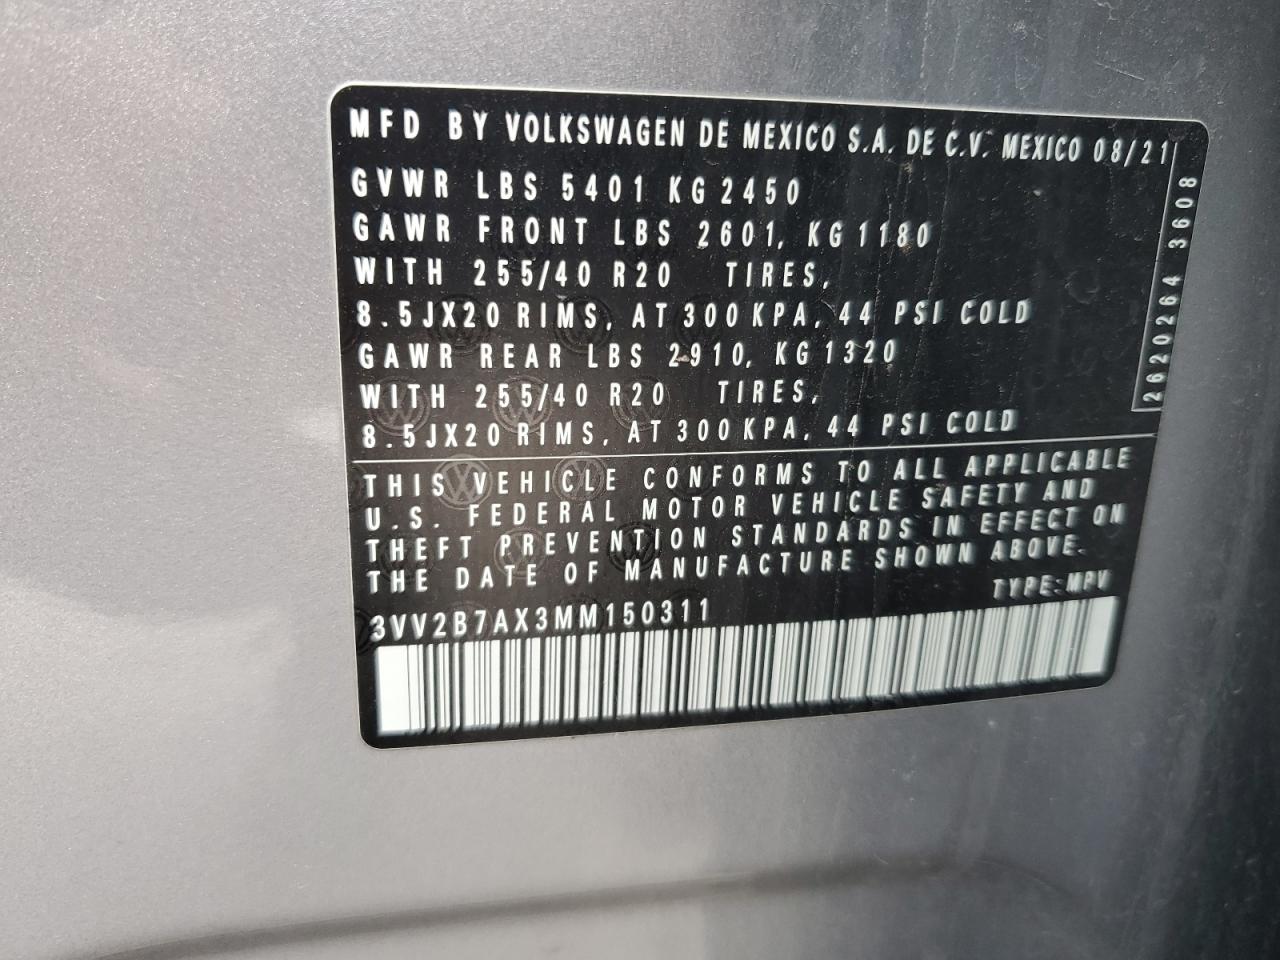 MFD BY VOLKSWAGEN DE MEXICO S.A. DE C.V. MEXICO 08/21
GVWR LBS 5401 KG 2450
GAWR FRONT LBS 2601, KG 1180
WITH 255/40 R20 TIRES,
8.5JX20 RIMS, AT 300 KPA, 44 PSI COLD
GAWR REAR LBS 2910, KG 1320
WITH 255/40 R20 TIRES,
8.5JX20 RIMS, AT 300 KPA, 44 PSI COLD
2620264 3608
THIS VEHICLE CONFORMS TO ALL APPLICABLE
U.S. FEDERAL MOTOR VEHICLE SAFETY AND
THEFT PREVENTION STANDARDS IN EFFECT ON
THE DATE OF MANUFACTURE SHOWN ABOVE.
TYPE:MPV
3VV2B7AX3MM150311